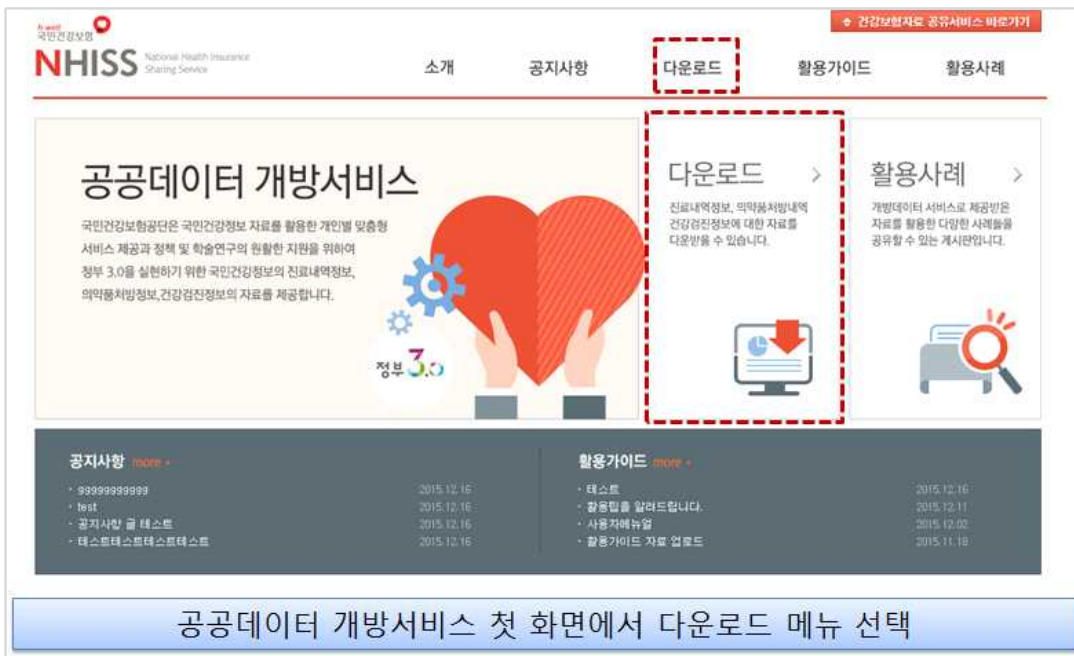 h-well
국민건강보험
건강보험자료 공유서비스 바로가기
NHISS National Health Insurance
Sharing Service
소개 공지사항 다운로드 활용가이드 활용사례
공공데이터 개방서비스
국민건강보험공단은 국민건강정보 자료를 활용한 개인별 맞춤형
서비스 제공과 정책 및 학술연구의 원활한 지원을 위하여
정부 3.0을 실현하기 위한 국민건강정보의 진료내역정보,
의약품처방정보,건강검진정보의 자료를 제공합니다.
정부 3.0
다운로드 >
진료내역정보, 의약품처방내역
건강검진정보에 대한 자료를
다운받을 수 있습니다.
활용사례 >
개방데이터 서비스로 제공받은
자료를 활용한 다양한 사례들을
공유할 수 있는 게시판입니다.
공지사항 more +
· 99999999999 2015.12.16
· test 2015.12.16
· 공지사항 글 테스트 2015.12.16
· 테스트테스트테스트테스트 2015.12.16
활용가이드 more +
· 테스트 2015.12.16
· 활용팁을 알려드립니다. 2015.12.11
· 사용자메뉴얼 2015.12.02
· 활용가이드 자료 업로드 2015.11.18
공공데이터 개방서비스 첫 화면에서 다운로드 메뉴 선택